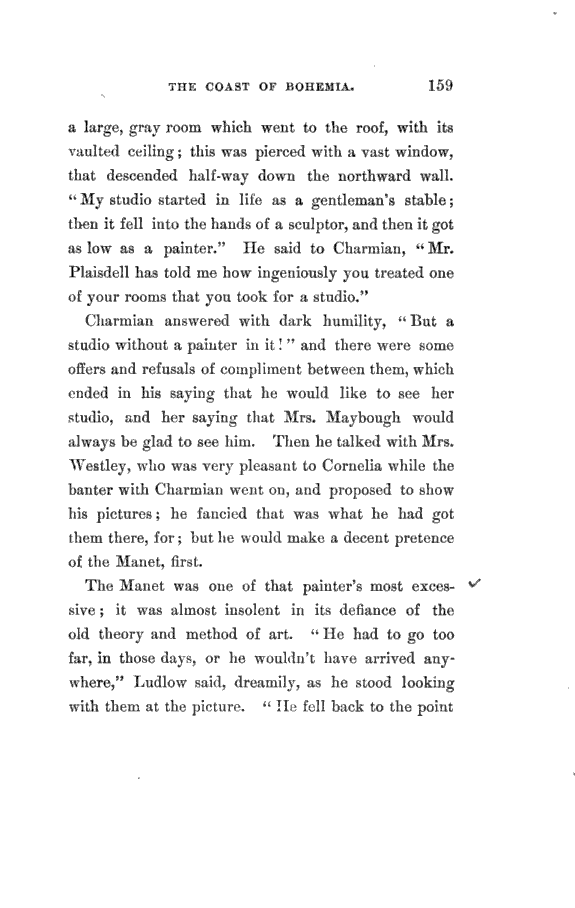 THE COAST OF BOHEMIA. 159
a large, gray room which went to the roof, with its
vaulted ceiling; this was pierced with a vast window,
that descended half-way down the northward wall.
"My studio started in life as a gentleman's stable;
then it fell into the hands of a sculptor, and then it got
as low as a painter." He said to Charmian, "Mr.
Plaisdell has told me how ingeniously you treated one
of your rooms that you took for a studio."
Charmian answered with dark humility, "But a
studio without a painter in it!" and there were some
offers and refusals of compliment between them, which
ended in his saying that he would like to see her
studio, and her saying that Mrs. Maybough would
always be glad to see him. Then he talked with Mrs.
Westley, who was very pleasant to Cornelia while the
banter with Charmian went on, and proposed to show
his pictures; he fancied that was what he had got
them there, for; but he would make a decent pretence
of the Manet, first.
The Manet was one of that painter's most exces-
sive; it was almost insolent in its defiance of the
old theory and method of art. "He had to go too
far, in those days, or he wouldn't have arrived any-
where," Ludlow said, dreamily, as he stood looking
with them at the picture. "He fell back to the point